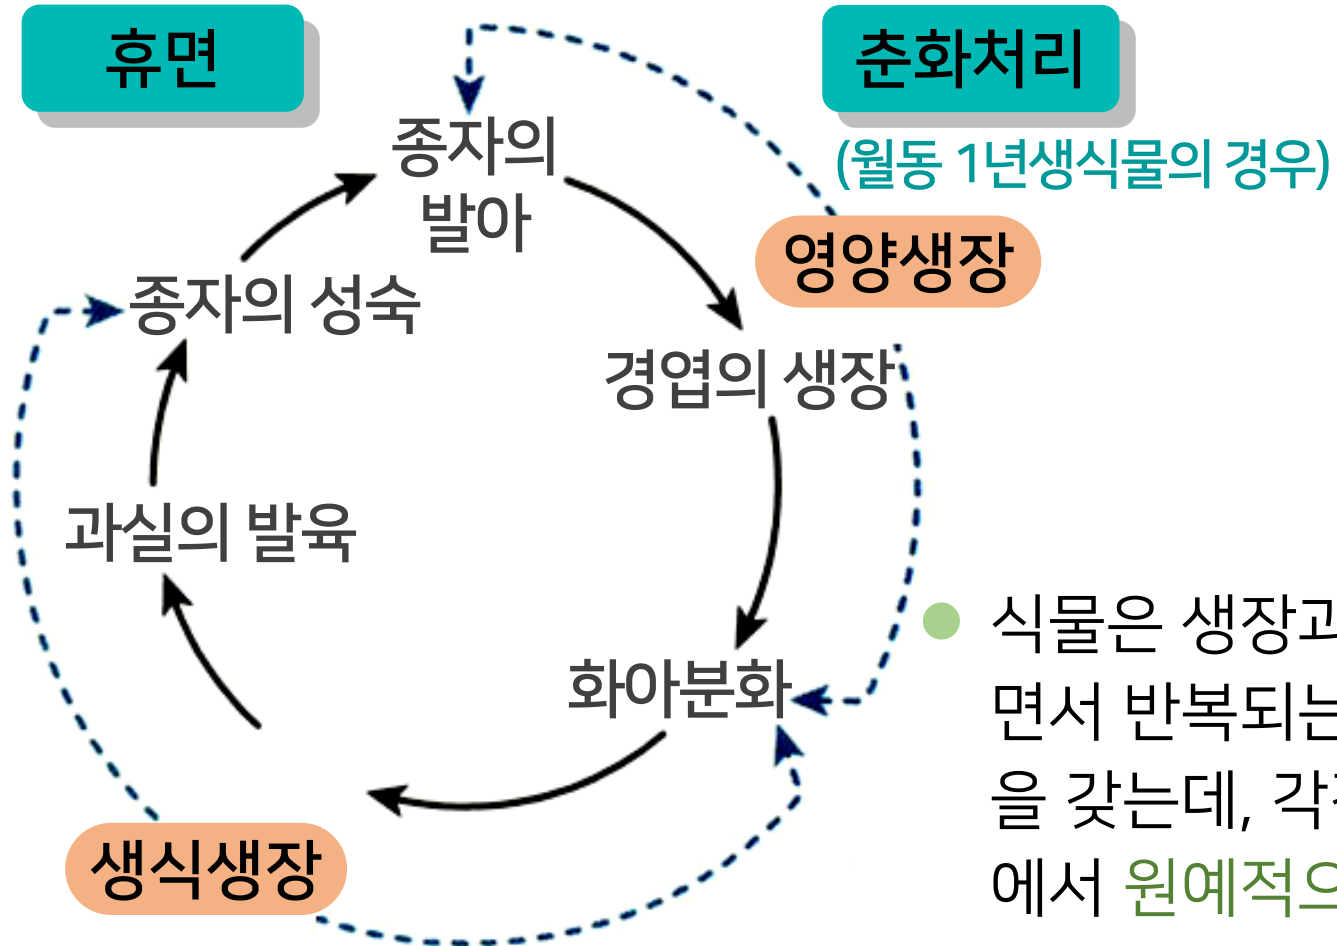 휴면
춘화처리
(월동 1년생식물의 경우)
종자의
발아
영양생장
종자의 성숙
경엽의 생장
과실의 발육
화아분화
생식생장
식물은 생장고
면서 반복되는
을 갖는데, 각
에서 원예적으